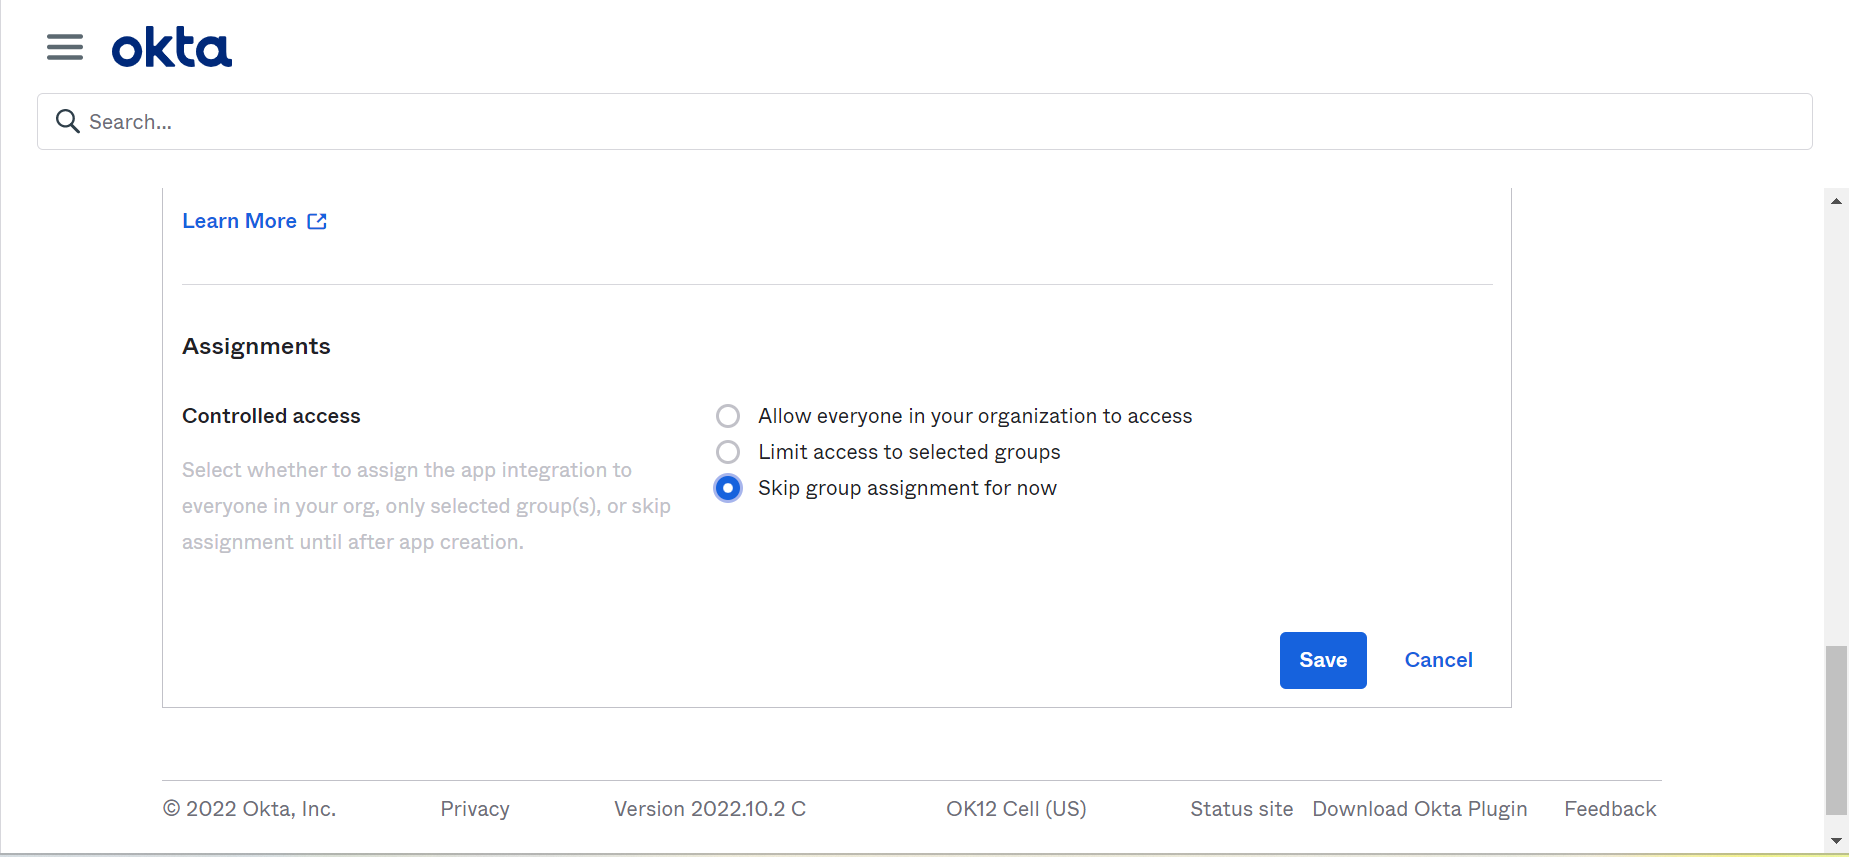 okta
Search...
Learn More
Assignments
Controlled access
Select whether to assign the app integration to
everyone in your org, only selected group(s), or skip
assignment until after app creation.
Allow everyone in your organization to access
Limit access to selected groups
Skip group assignment for now
Save
Cancel
© 2022 Okta, Inc. Privacy Version 2022.10.2 C OK12 Cell (US) Status site Download Okta Plugin Feedback